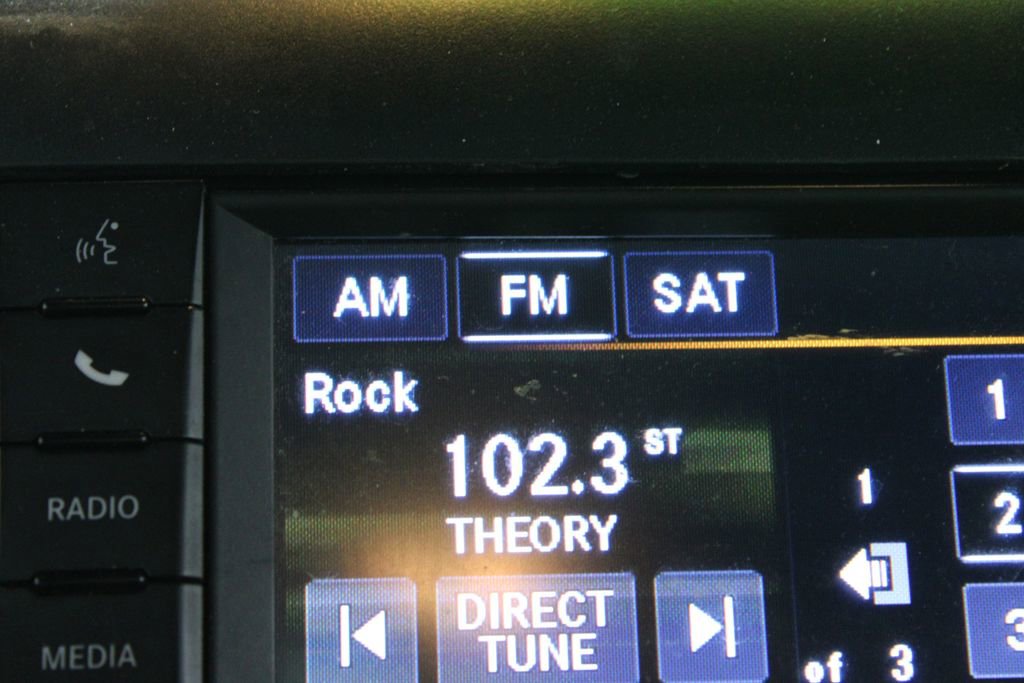 AM FM SAT
Rock
1
102.3 ST
1
RADIO
2
THEORY
DIRECT
TUNE
3
MEDIA
of 3